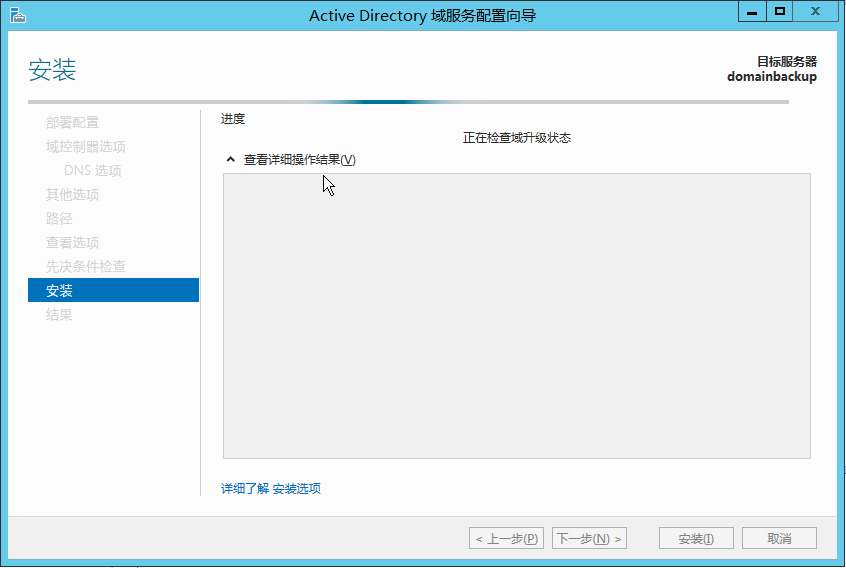 Active Directory 域服务配置向导
安装
目标服务器
domainbackup
部署配置
域控制器选项
DNS 选项
其他选项
路径
查看选项
先决条件检查
安装
结果
进度
正在检查域升级状态
查看详细操作结果(V)
详细了解 安装选项
< 上一步(P)
下一步(N) >
安装(I)
取消